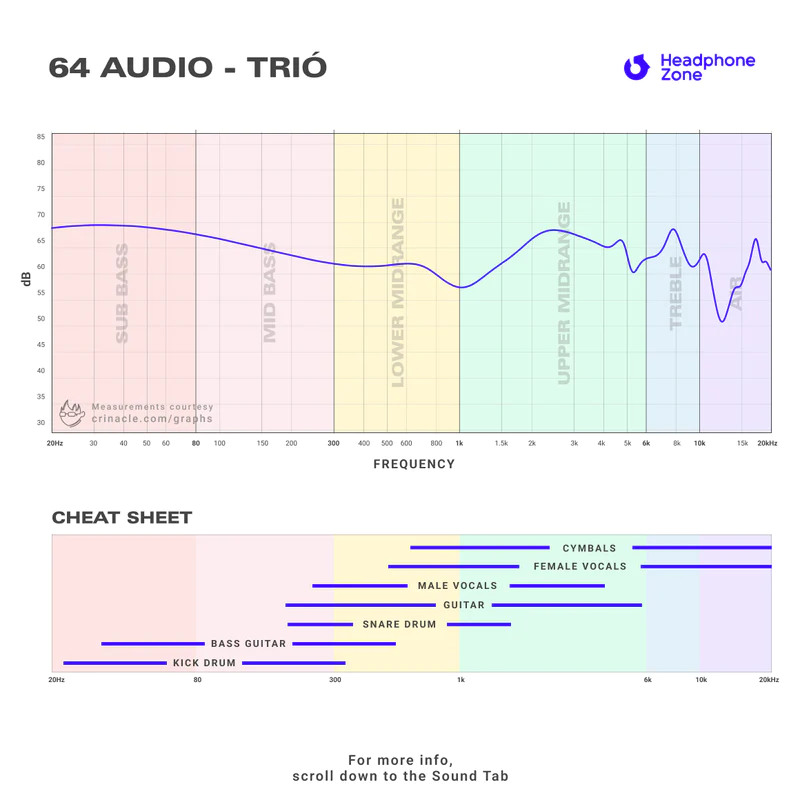 64 AUDIO - TRIÓ
Headphone
Zone
85
80
75
70
65
60
55
50
45
40
35
30
dB
SUB BASS
MID BASS
LOWER MIDRANGE
UPPER MIDRANGE
TREBLE
AIR
Measurements courtesy
crinacle.com/graphs
20Hz 30 40 50 60 80 100 150 200 300 400 500 600 800 1k 1.5k 2k 3k 4k 5k 6k 8k 10k 15k 20kHz
FREQUENCY
CHEAT SHEET
CYMBALS
FEMALE VOCALS
MALE VOCALS
GUITAR
SNARE DRUM
BASS GUITAR
KICK DRUM
20Hz 80 300 1k 6k 10k 20kHz
For more info,
scroll down to the Sound Tab